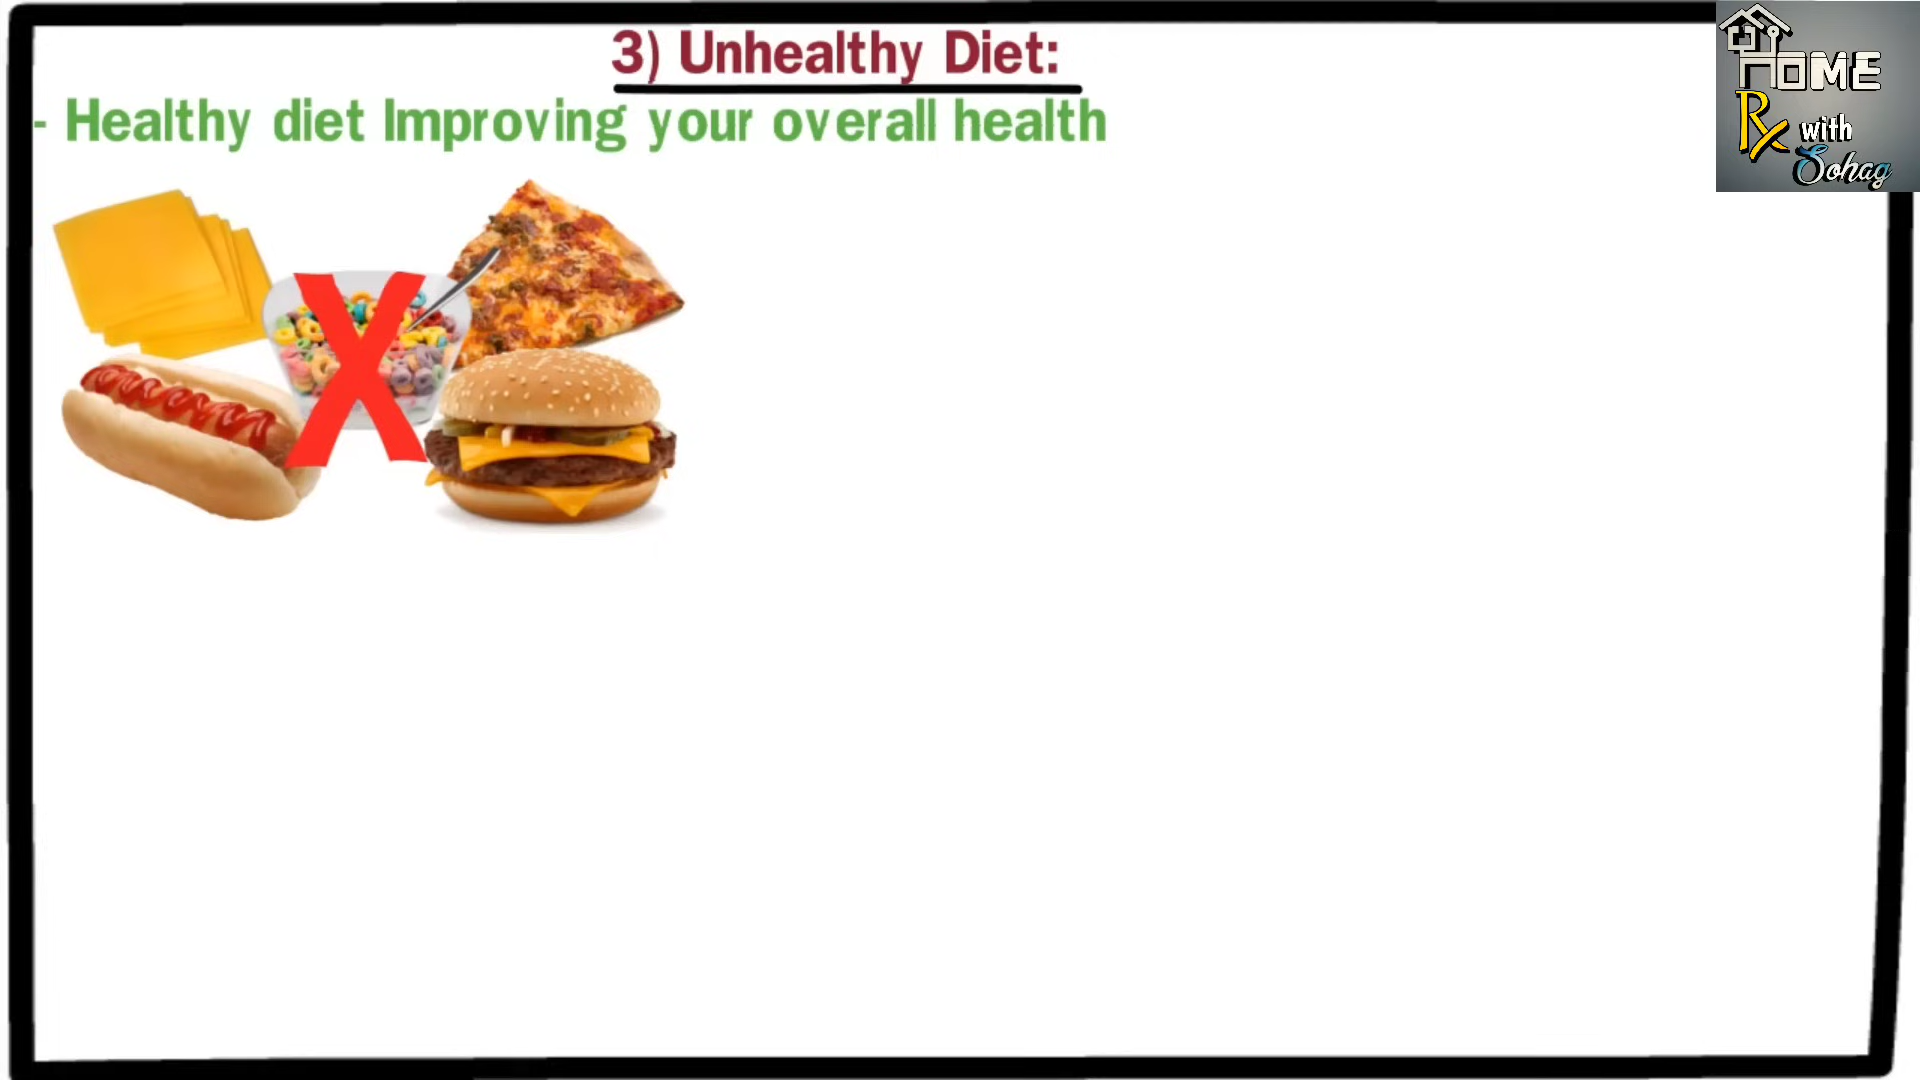 3) Unhealthy Diet:
- Healthy diet Improving your overall health
HOME
Rx with
Sohag